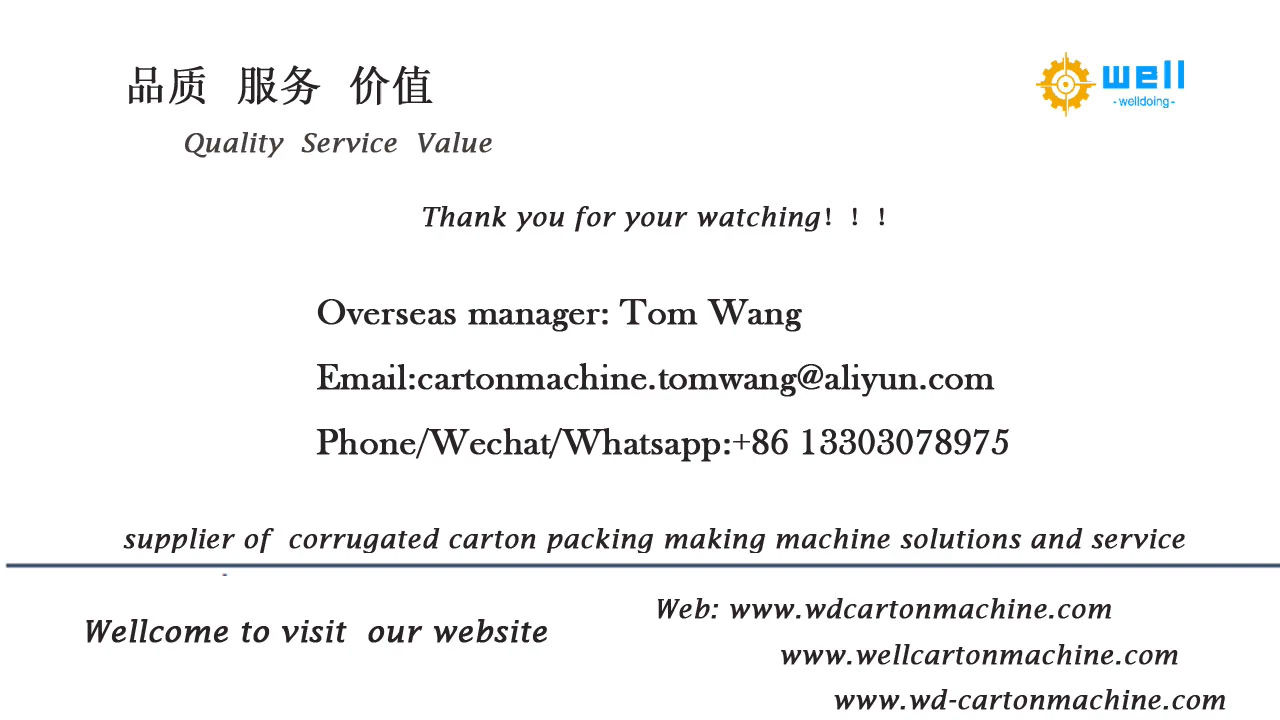 品质 服务 价值
Quality Service Value
well
-welldoing-
Thank you for your watching！！！
Overseas manager: Tom Wang
Email:cartonmachine.tomwang@aliyun.com
Phone/Wechat/Whatsapp:+86 13303078975
supplier of corrugated carton packing making machine solutions and service
Wellcome to visit our website
Web: www.wdcartonmachine.com
www.wellcartonmachine.com
www.wd-cartonmachine.com